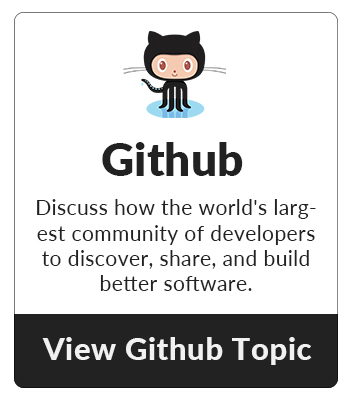 Github
Discuss how the world's larg-
est community of developers
to discover, share, and build
better software.
View Github Topic